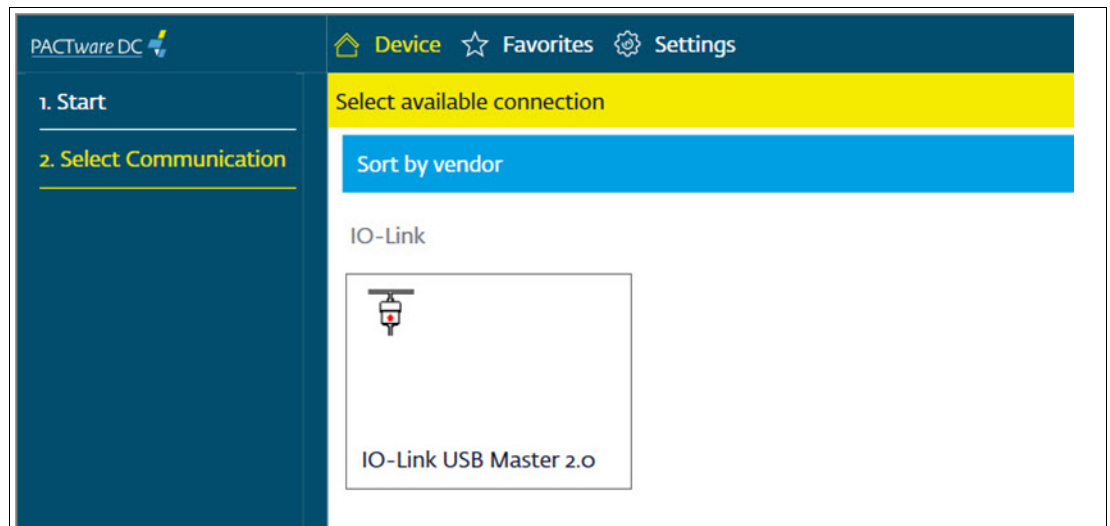 PACTware DC
Device Favorites Settings
1. Start
Select available connection
2. Select Communication
Sort by vendor
IO-Link
IO-Link USB Master 2.0